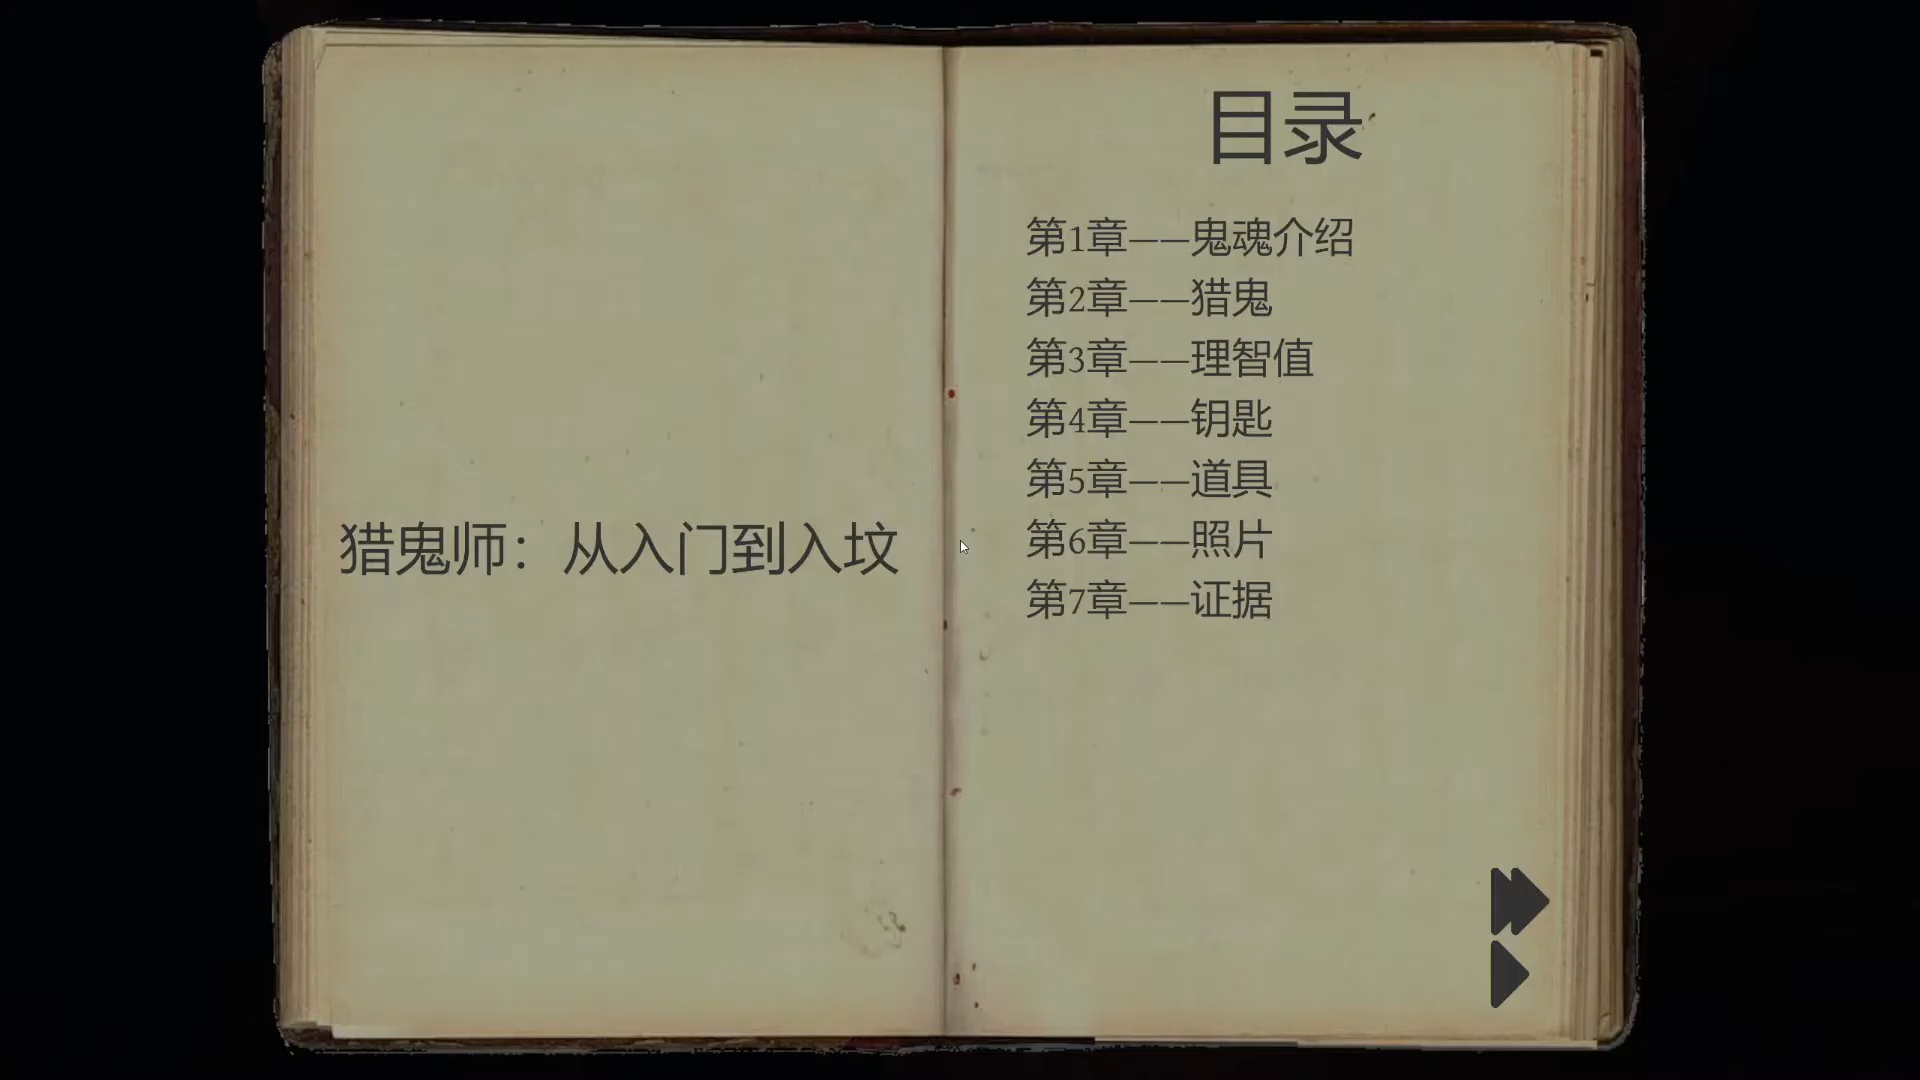 猎鬼师：从入门到入坟
目录
第1章——鬼魂介绍
第2章——猎鬼
第3章——理智值
第4章——钥匙
第5章——道具
第6章——照片
第7章——证据